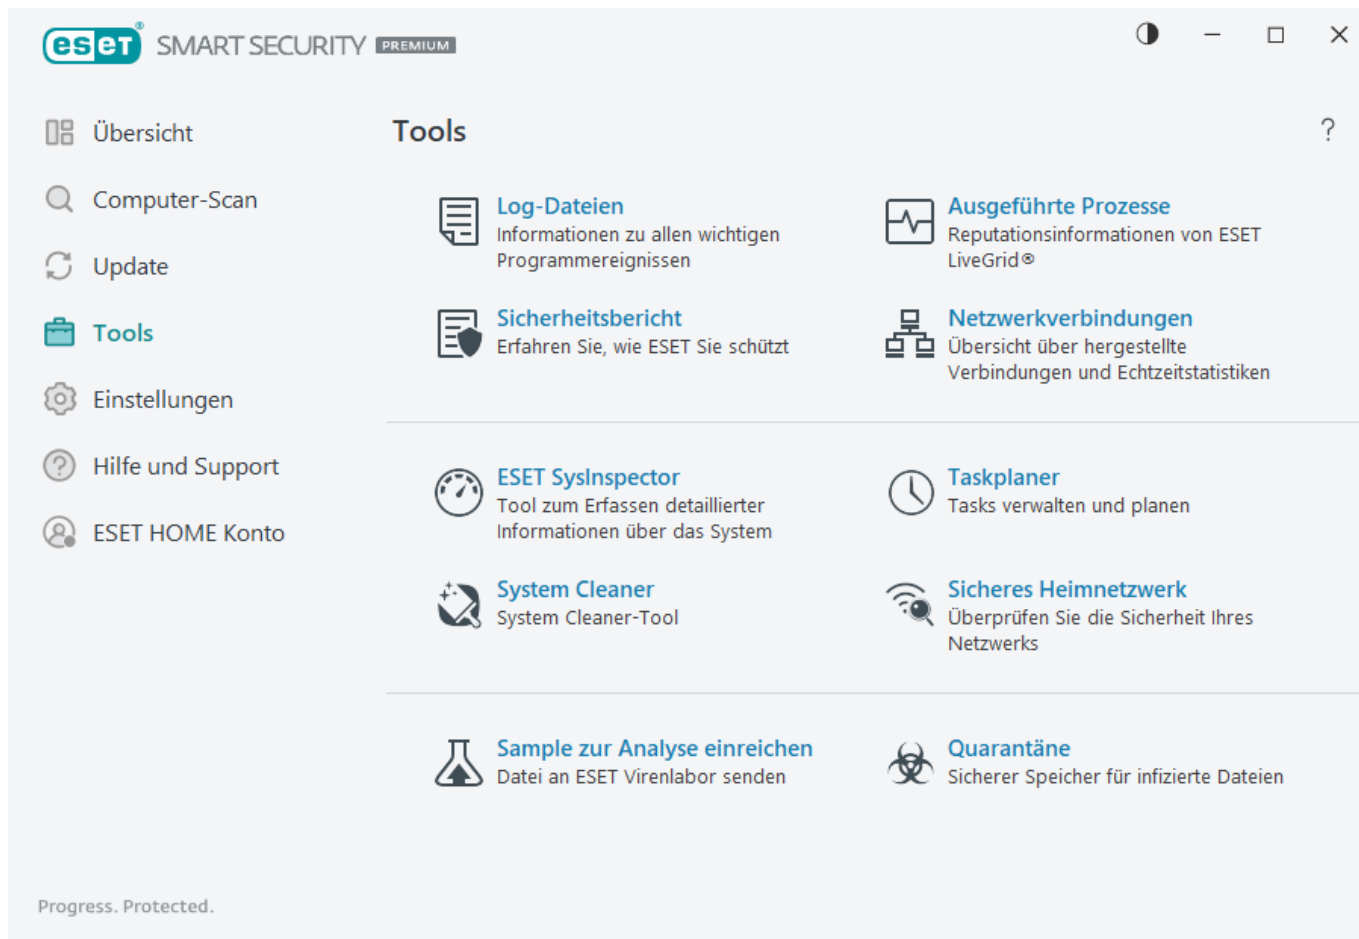 eset® SMART SECURITY PREMIUM
Übersicht
Computer-Scan
Update
Tools
Einstellungen
Hilfe und Support
ESET HOME Konto
Tools
?
Log-Dateien
Informationen zu allen wichtigen
Programmereignissen
Ausgeführte Prozesse
Reputationsinformationen von ESET
LiveGrid®
Sicherheitsbericht
Erfahren Sie, wie ESET Sie schützt
Netzwerkverbindungen
Übersicht über hergestellte
Verbindungen und Echtzeitstatistiken
ESET SysInspector
Tool zum Erfassen detaillierter
Informationen über das System
Taskplaner
Tasks verwalten und planen
System Cleaner
System Cleaner-Tool
Sicheres Heimnetzwerk
Überprüfen Sie die Sicherheit Ihres
Netzwerks
Sample zur Analyse einreichen
Datei an ESET Virenlabor senden
Quarantäne
Sicherer Speicher für infizierte Dateien
Progress. Protected.